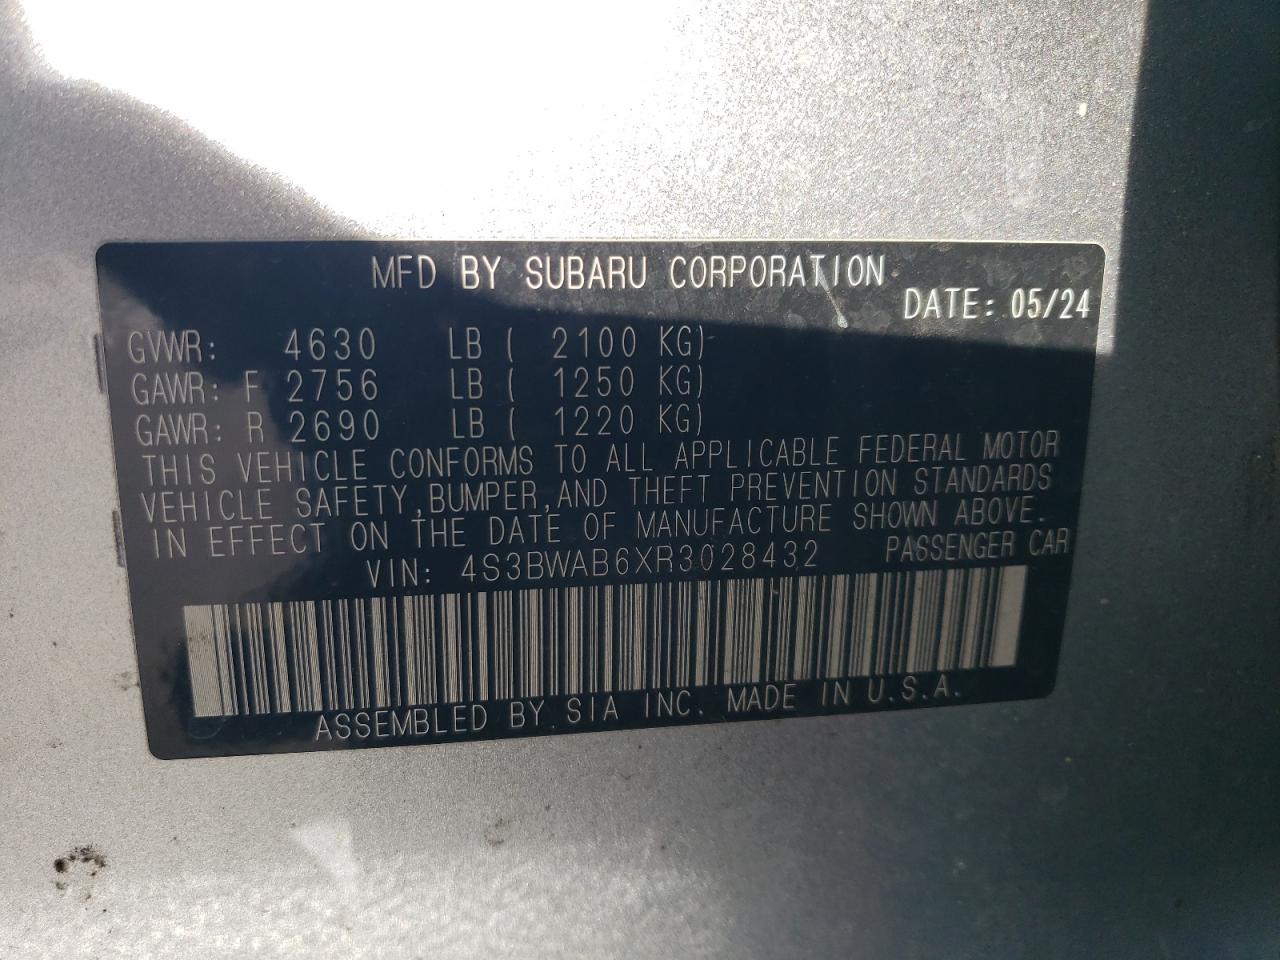 MFD BY SUBARU CORPORATION
DATE: 05/24
GVWR: 4630 LB ( 2100 KG)
GAWR: F 2756 LB ( 1250 KG)
GAWR: R 2690 LB ( 1220 KG)
THIS VEHICLE CONFORMS TO ALL APPLICABLE FEDERAL MOTOR
VEHICLE SAFETY, BUMPER, AND THEFT PREVENTION STANDARDS
IN EFFECT ON THE DATE OF MANUFACTURE SHOWN ABOVE.
VIN: 4S3BWAB6XR3028432 PASSENGER CAR
ASSEMBLED BY SIA INC. MADE IN U.S.A.